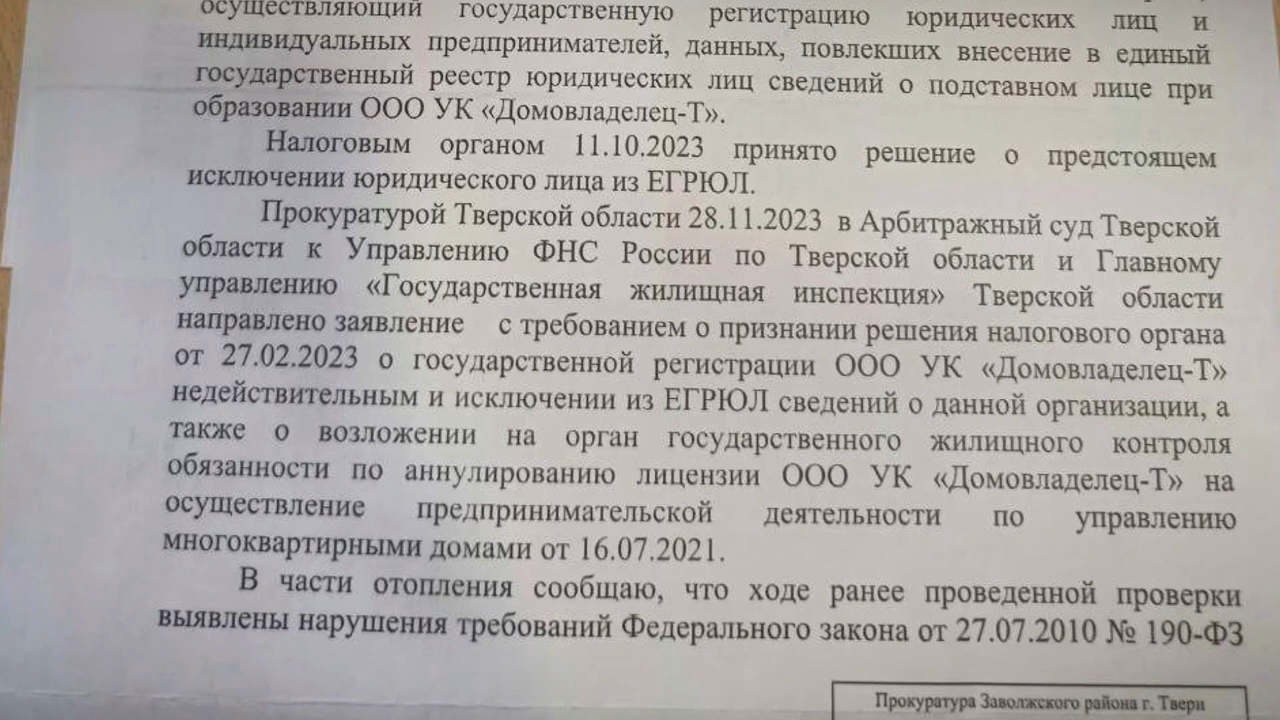 осуществляющий государственную регистрацию юридических лиц и
индивидуальных предпринимателей, данных, повлекших внесение в единый
государственный реестр юридических лиц сведений о подставном лице при
образовании ООО УК «Домовладелец-Т».
Налоговым органом 11.10.2023 принято решение о предстоящем
исключении юридического лица из ЕГРЮЛ.
Прокуратурой Тверской области 28.11.2023 в Арбитражный суд Тверской
области к Управлению ФНС России по Тверской области и Главному
управлению «Государственная жилищная инспекция» Тверской области
направлено заявление с требованием о признании решения налогового органа
от 27.02.2023 о государственной регистрации ООО УК «Домовладелец-Т»
недействительным и исключении из ЕГРЮЛ сведений о данной организации, а
также о возложении на орган государственного жилищного контроля
обязанности по аннулированию лицензии ООО УК «Домовладелец-Т» на
осуществление предпринимательской деятельности по управлению
многоквартирными домами от 16.07.2021.
В части отопления сообщаю, что ходе ранее проведенной проверки
выявлены нарушения требований Федерального закона от 27.07.2010 № 190-ФЗ
Прокуратура Заволжского района г. Твери